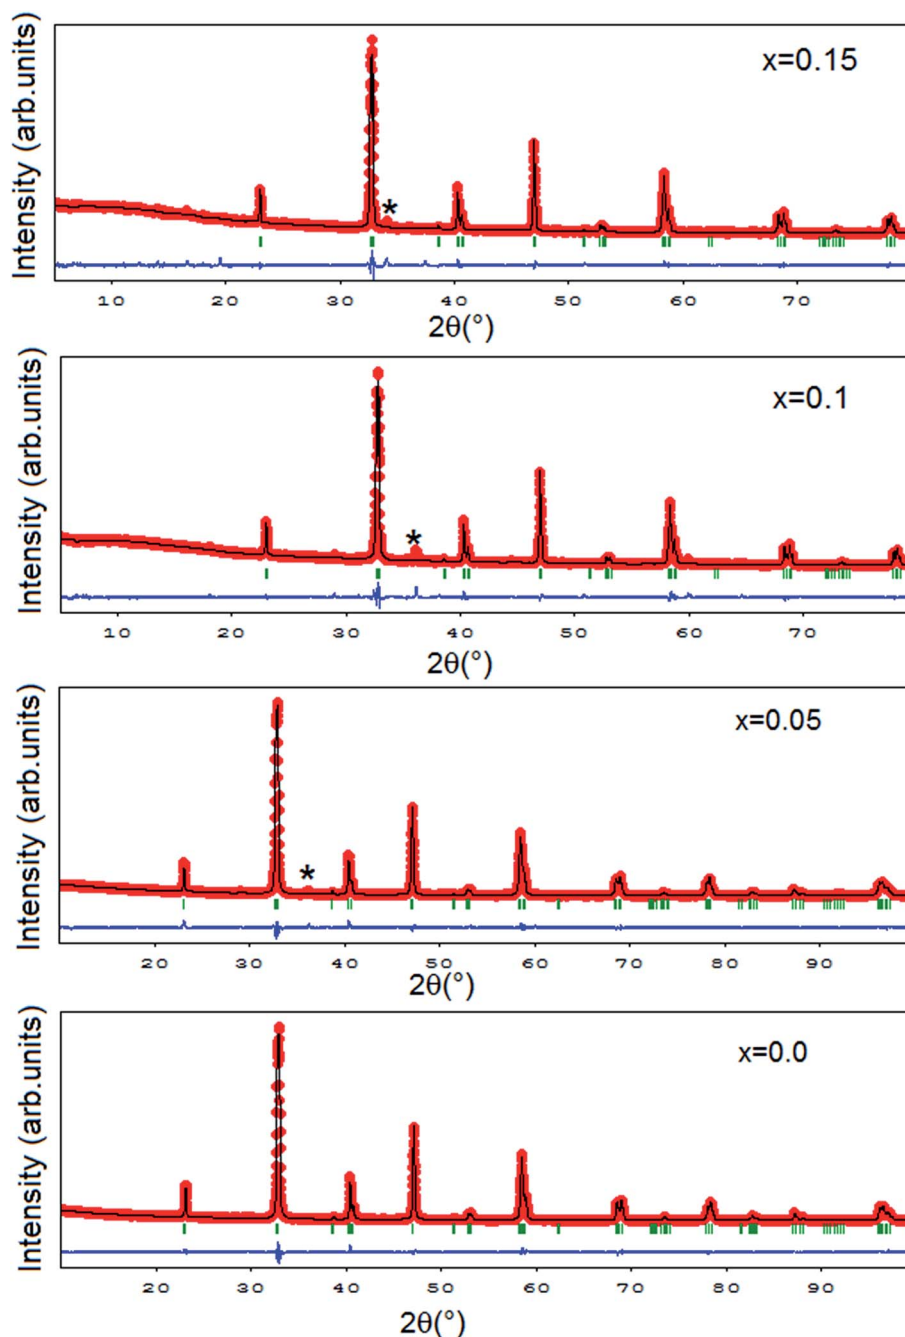 Intensity (arb.units)
x=0.15
*
10 20 30 40 50 60 70
2θ(°)
Intensity (arb.units)
x=0.1
*
10 20 30 40 50 60 70
2θ(°)
Intensity (arb.units)
x=0.05
*
20 30 40 50 60 70 80 90
2θ(°)
Intensity (arb.units)
x=0.0
20 30 40 50 60 70 80 90
2θ(°)